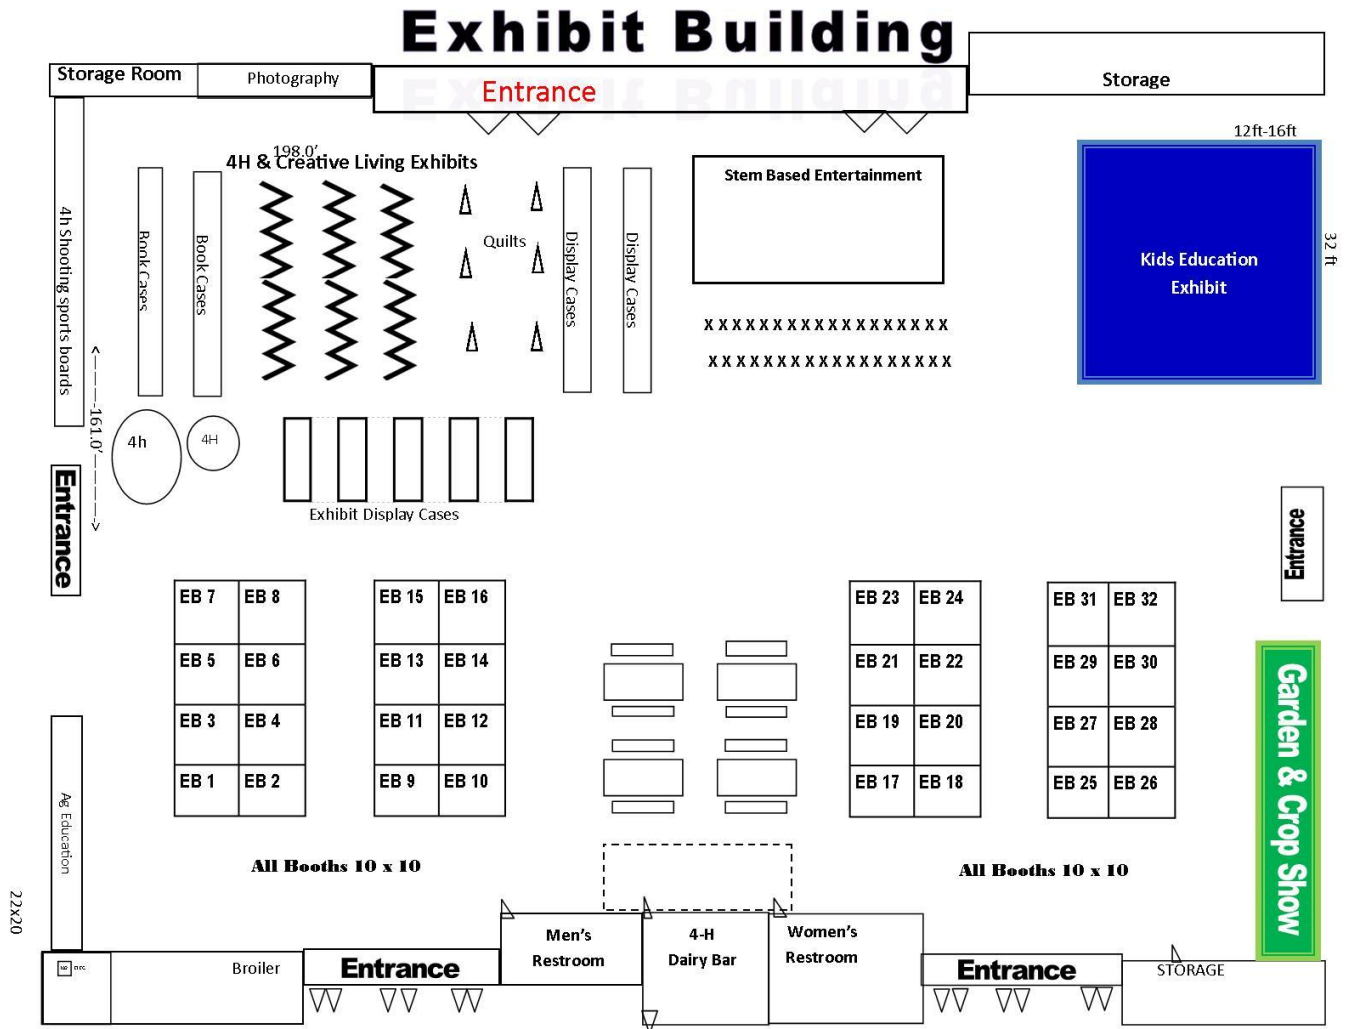 Exhibit Building
Storage Room
Photography
Entrance
Storage
12ft-16ft
198.0'
4H & Creative Living Exhibits
Stem Based Entertainment
4h Shooting sports boards
Book Cases
Book Cases
Quilts
Display Cases
Display Cases
Kids Education
Exhibit
32 ft
X X X X X X X X X X X X X X X X X X
X X X X X X X X X X X X X X X X X X
<-------161.0'------->
4h
4H
Exhibit Display Cases
Entrance
Entrance
EB 7 EB 8
EB 5 EB 6
EB 3 EB 4
EB 1 EB 2
EB 15 EB 16
EB 13 EB 14
EB 11 EB 12
EB 9 EB 10
EB 23 EB 24
EB 21 EB 22
EB 19 EB 20
EB 17 EB 18
EB 31 EB 32
EB 29 EB 30
EB 27 EB 28
EB 25 EB 26
Garden & Crop Show
Ag Education
All Booths 10 x 10
All Booths 10 x 10
22x20
Broiler
Entrance
Men's
Restroom
4-H
Dairy Bar
Women's
Restroom
Entrance
STORAGE